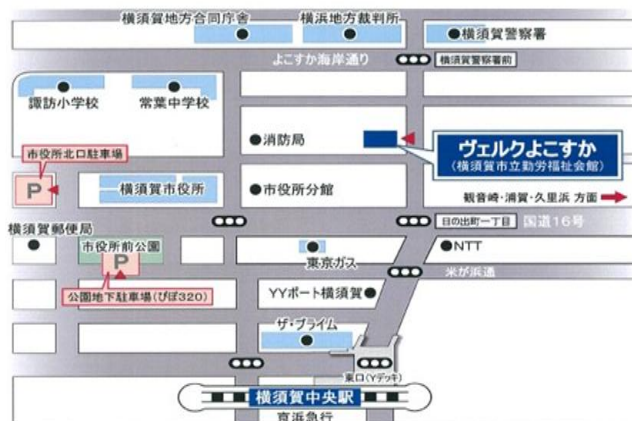 横須賀地方合同庁舎
横浜地方裁判所
横須賀警察署
よこすか海岸通り
横須賀警察署前
諏訪小学校
常葉中学校
消防局
ヴェルクよこすか
(横須賀市立勤労福祉会館)
市役所北口駐車場
P
横須賀市役所
市役所分館
観音崎・浦賀・久里浜 方面
日の出町一丁目
国道16号
横須賀郵便局
市役所前公園
P
東京ガス
NTT
米が浜通
公園地下駐車場(ぴぽ320)
YYポート横須賀
ザ・プライム
東口(Yデッキ)
横須賀中央駅
京浜急行